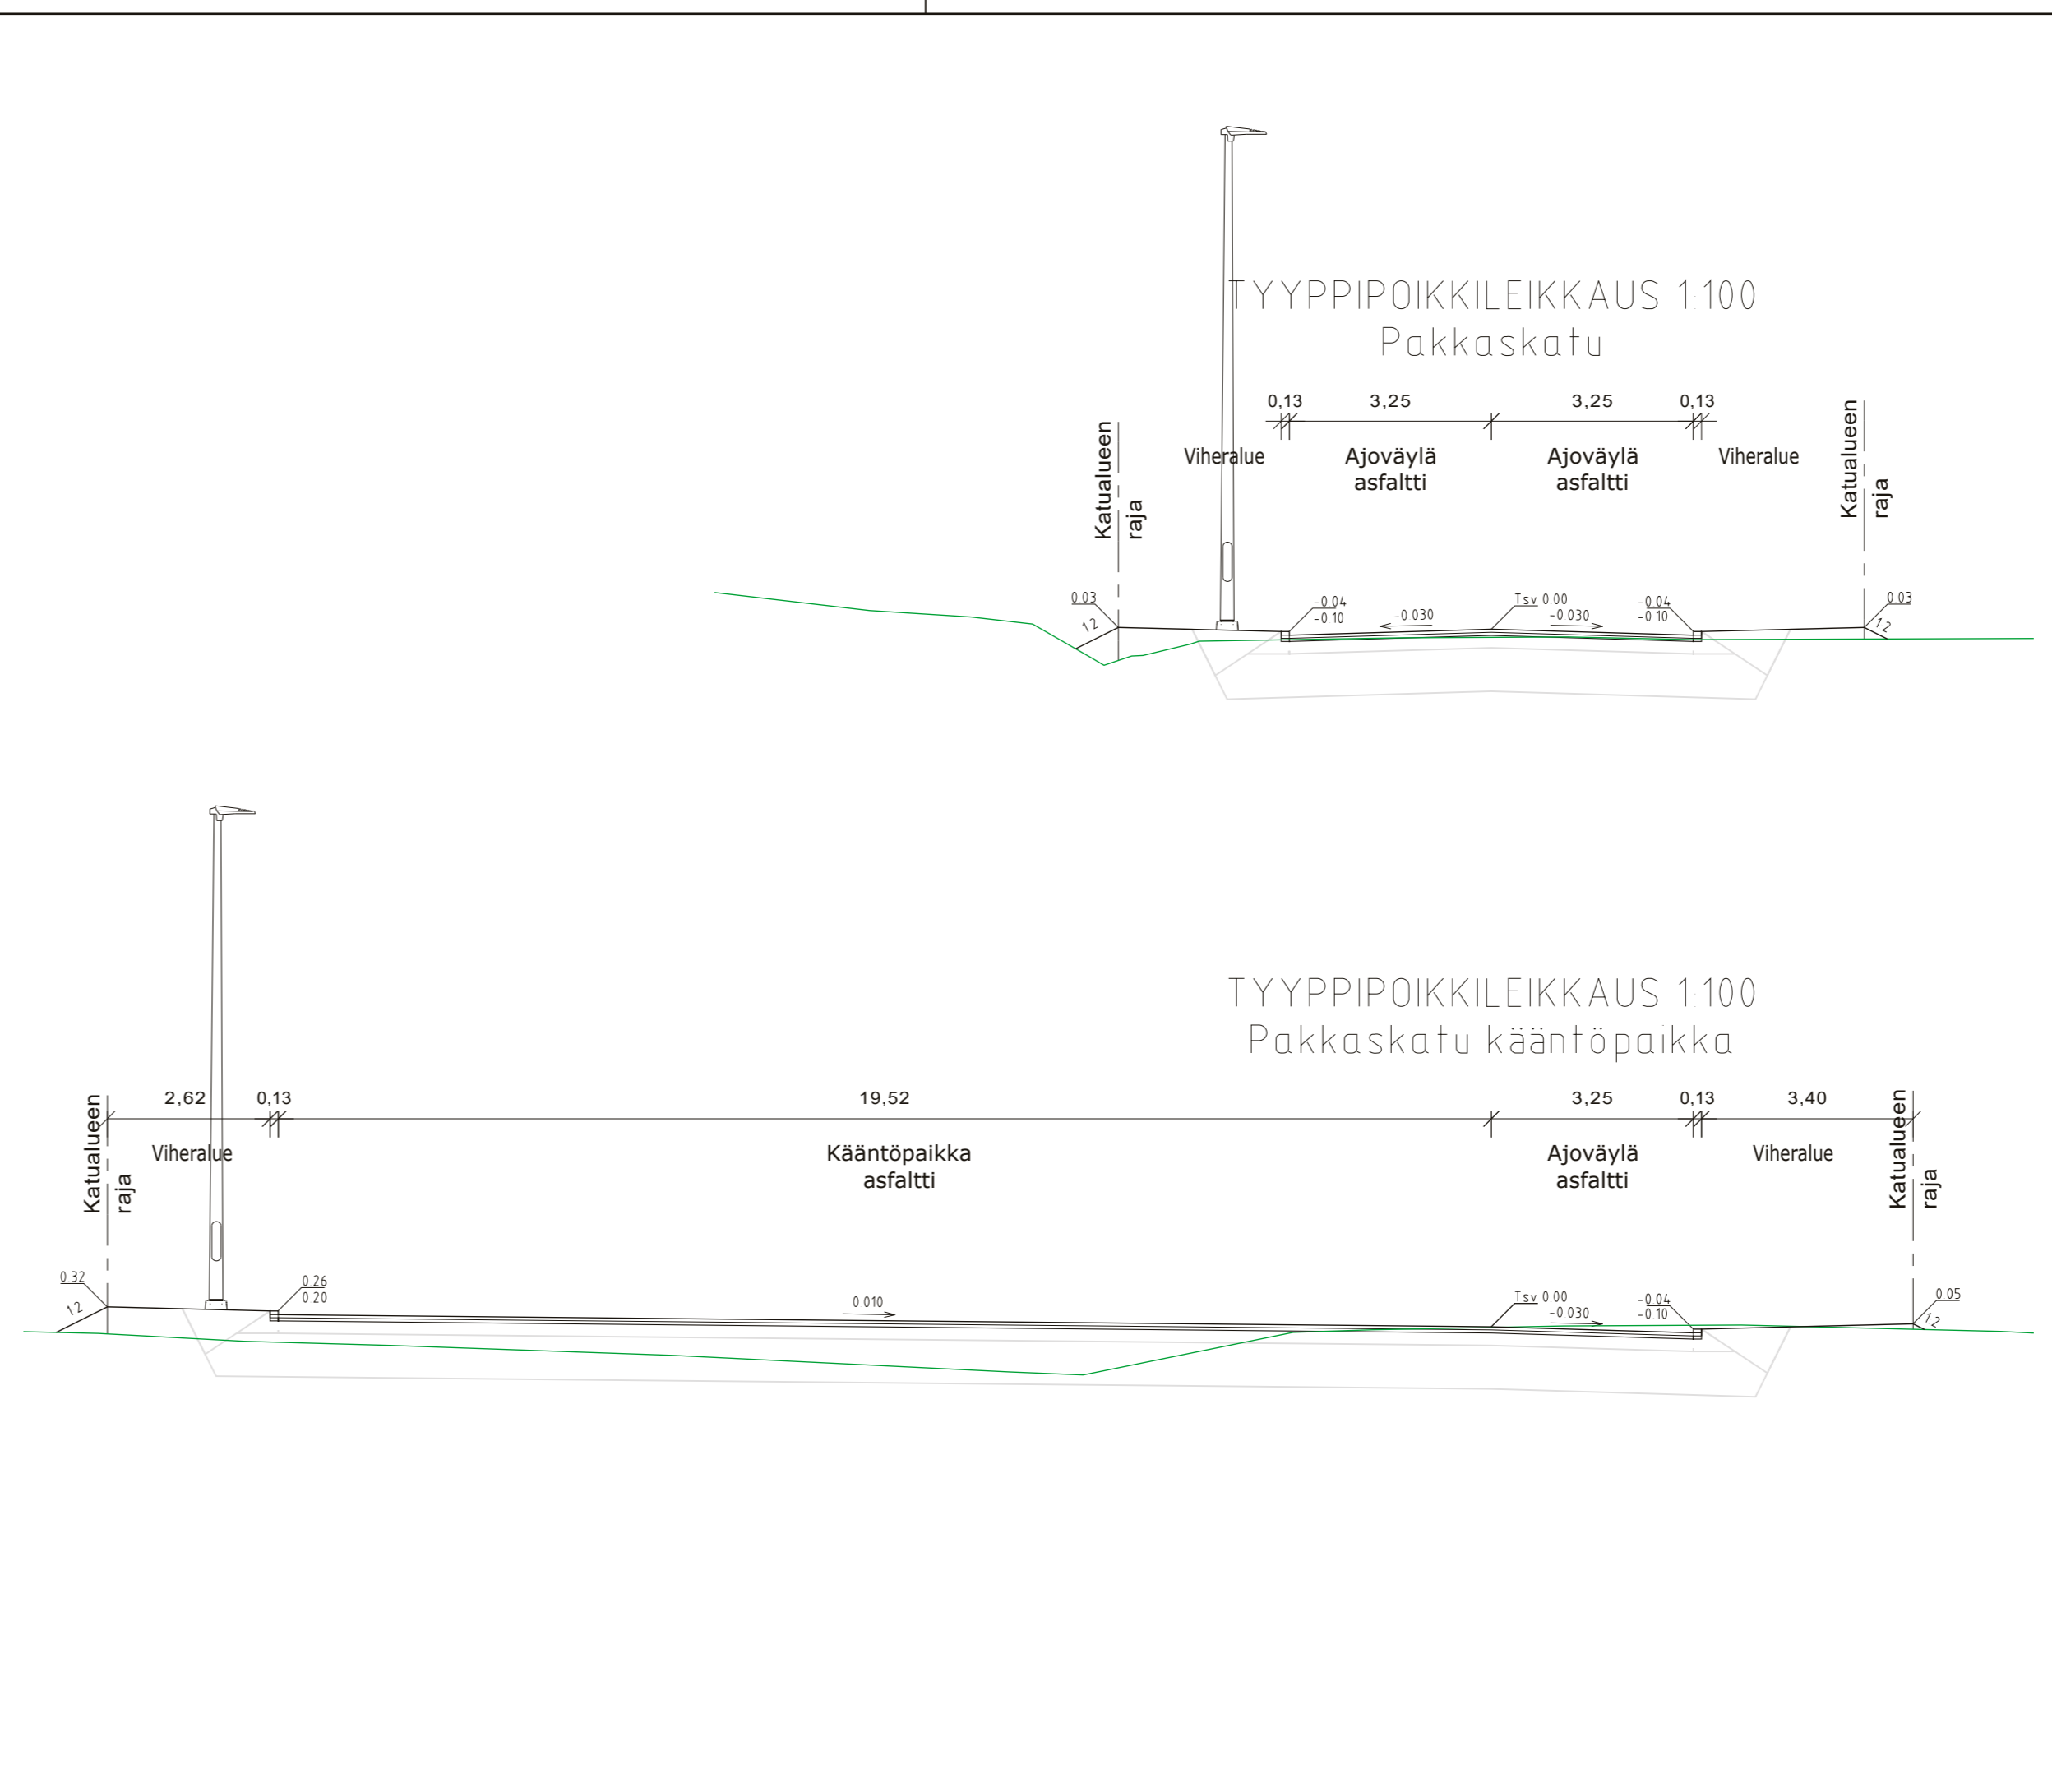 TYYPPIPOIKKILEIKKAUS 1:100
Pakkaskatu
0,13 3,25 3,25 0,13
Katualueen
raja
Viheralue
Ajoväylä
asfaltti
Ajoväylä
asfaltti
Viheralue
Katualueen
raja
0 03
1 2
-0 04
-0 10
-0 030
Tsv 0 00
-0 030
-0 04
-0 10
0 03
1 2
TYYPPIPOIKKILEIKKAUS 1:100
Pakkaskatu kääntöpaikka
2,62 0,13 19,52 3,25 0,13 3,40
Katualueen
raja
Viheralue
Kääntöpaikka
asfaltti
Ajoväylä
asfaltti
Viheralue
Katualueen
raja
0 32
1 2
0 26
0 20
0 010
Tsv 0 00
-0 030
-0 04
-0 10
0 05
1 2